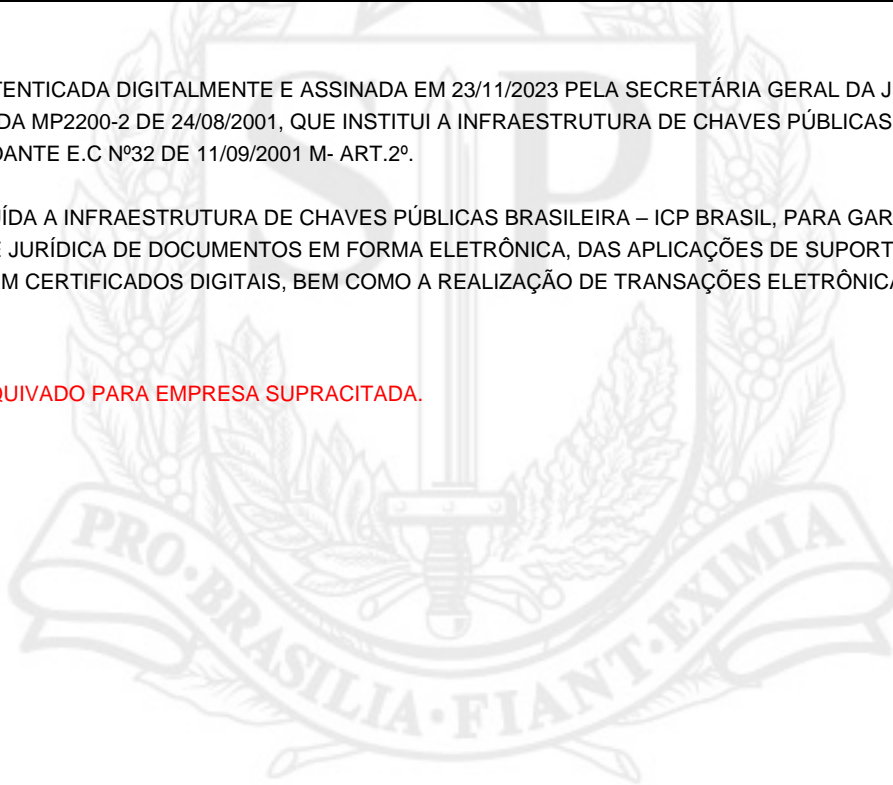 TENTICADA DIGITALMENTE E ASSINADA EM 23/11/2023 PELA SECRETÁRIA GERAL DA J
DA MP2200-2 DE 24/08/2001, QUE INSTITUI A INFRAESTRUTURA DE CHAVES PÚBLICAS
DANTE E.C Nº32 DE 11/09/2001 M- ART.2º.
UÍDA A INFRAESTRUTURA DE CHAVES PÚBLICAS BRASILEIRA – ICP BRASIL, PARA GAR
E JURÍDICA DE DOCUMENTOS EM FORMA ELETRÔNICA, DAS APLICAÇÕES DE SUPORT
M CERTIFICADOS DIGITAIS, BEM COMO A REALIZAÇÃO DE TRANSAÇÕES ELETRÔNICA
QUIVADO PARA EMPRESA SUPRACITADA.
SP
PRO·BRASILIA·FIANT·EXIMIA